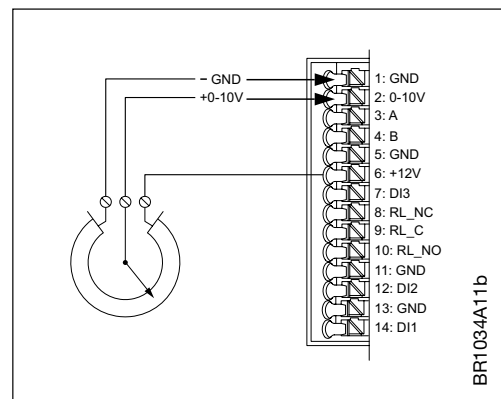 – GND
+0-10V
1: GND
2: 0-10V
3: A
4: B
5: GND
6: +12V
7: DI3
8: RL_NC
9: RL_C
10: RL_NO
11: GND
12: DI2
13: GND
14: DI1
BR1034A11b